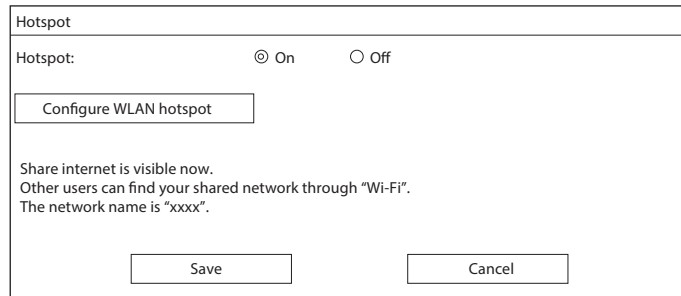 Hotspot
Hotspot: On Off
Configure WLAN hotspot
Share internet is visible now.
Other users can find your shared network through “Wi-Fi”.
The network name is “xxxx”.
Save Cancel